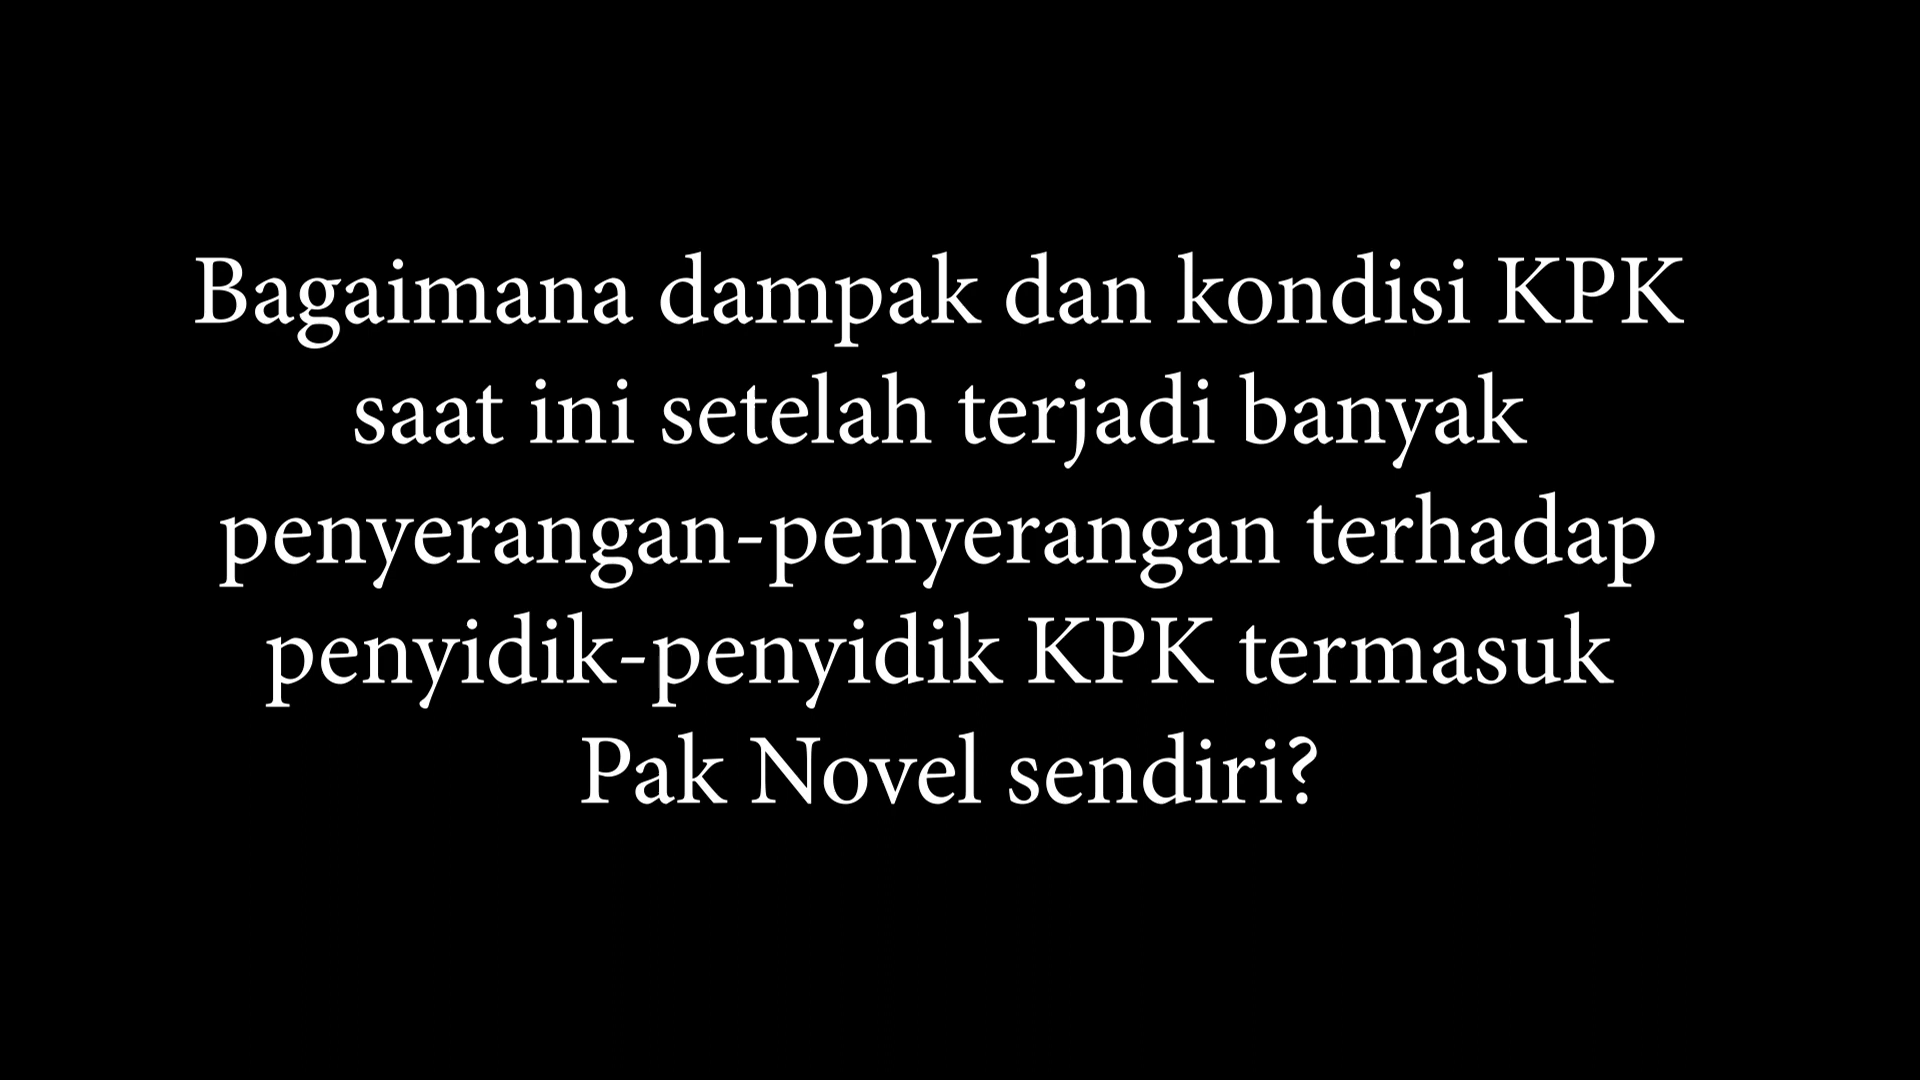 Bagaimana dampak dan kondisi KPK
saat ini setelah terjadi banyak
penyerangan-penyerangan terhadap
penyidik-penyidik KPK termasuk
Pak Novel sendiri?